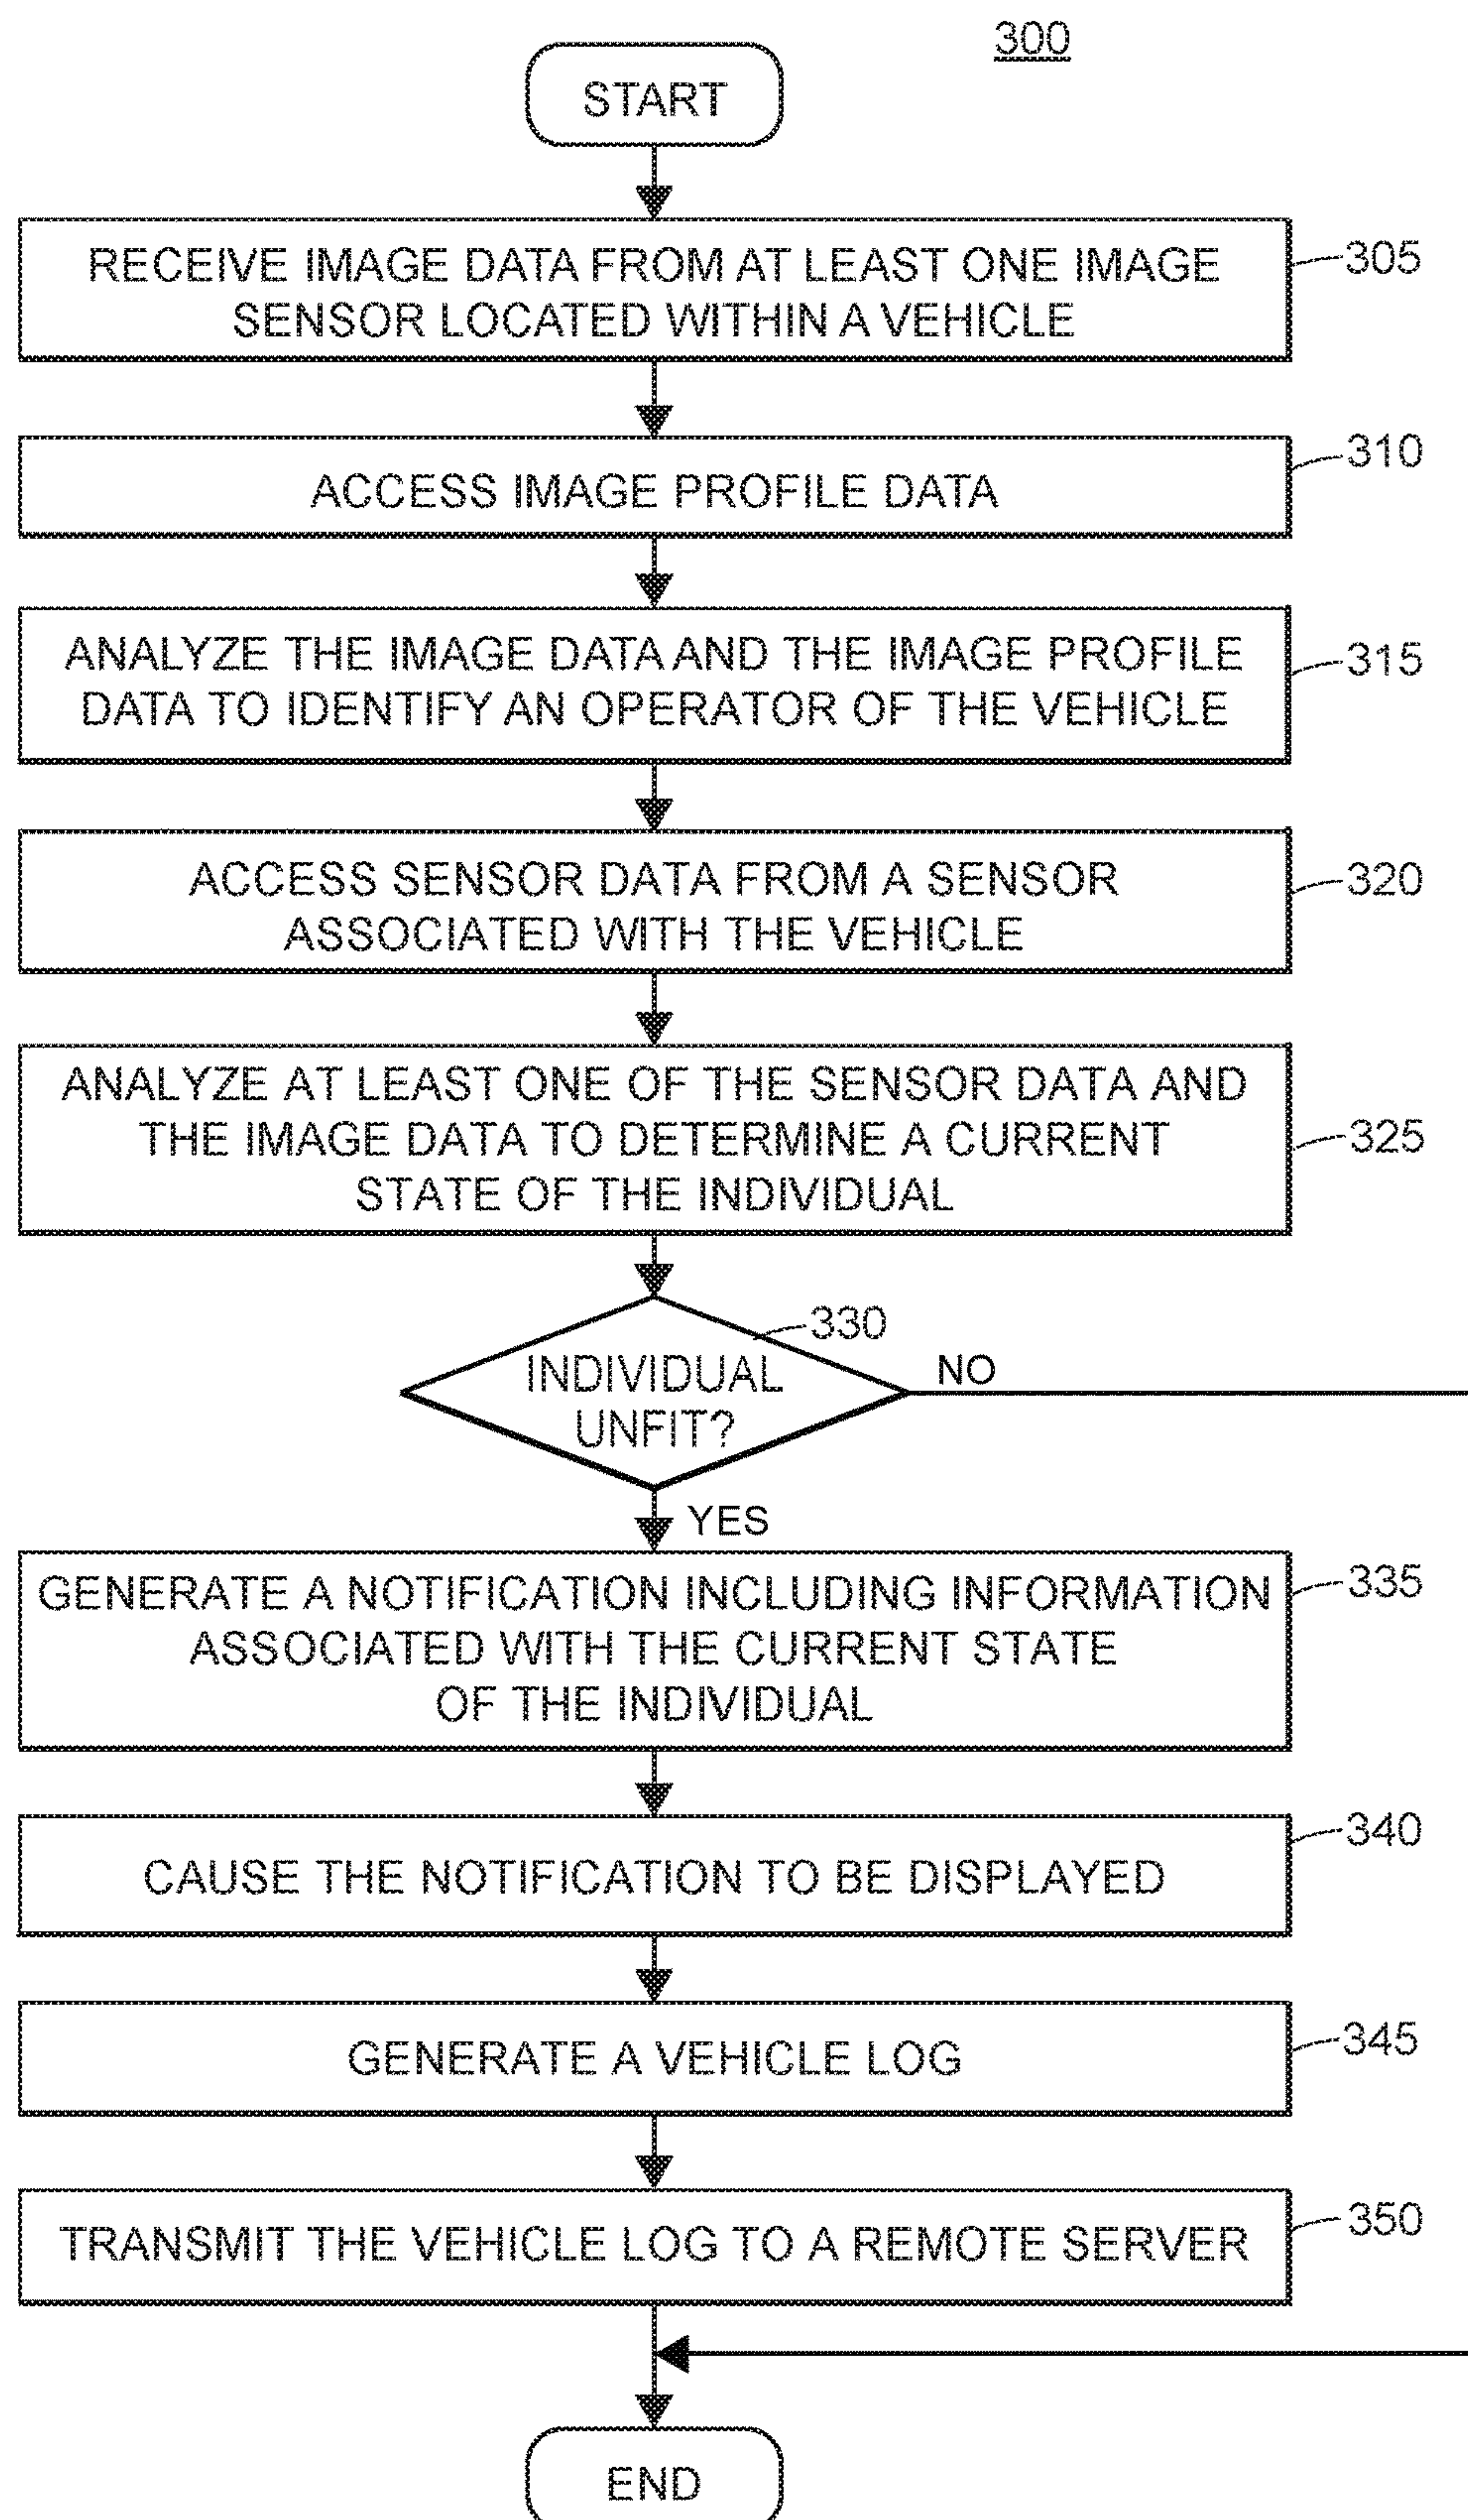 300
START
RECEIVE IMAGE DATA FROM AT LEAST ONE IMAGE
SENSOR LOCATED WITHIN A VEHICLE
305
ACCESS IMAGE PROFILE DATA
310
ANALYZE THE IMAGE DATA AND THE IMAGE PROFILE
DATA TO IDENTIFY AN OPERATOR OF THE VEHICLE
315
ACCESS SENSOR DATA FROM A SENSOR
ASSOCIATED WITH THE VEHICLE
320
ANALYZE AT LEAST ONE OF THE SENSOR DATA AND
THE IMAGE DATA TO DETERMINE A CURRENT
STATE OF THE INDIVIDUAL
325
330
INDIVIDUAL
UNFIT?
NO
YES
GENERATE A NOTIFICATION INCLUDING INFORMATION
ASSOCIATED WITH THE CURRENT STATE
OF THE INDIVIDUAL
335
CAUSE THE NOTIFICATION TO BE DISPLAYED
340
GENERATE A VEHICLE LOG
345
TRANSMIT THE VEHICLE LOG TO A REMOTE SERVER
350
END